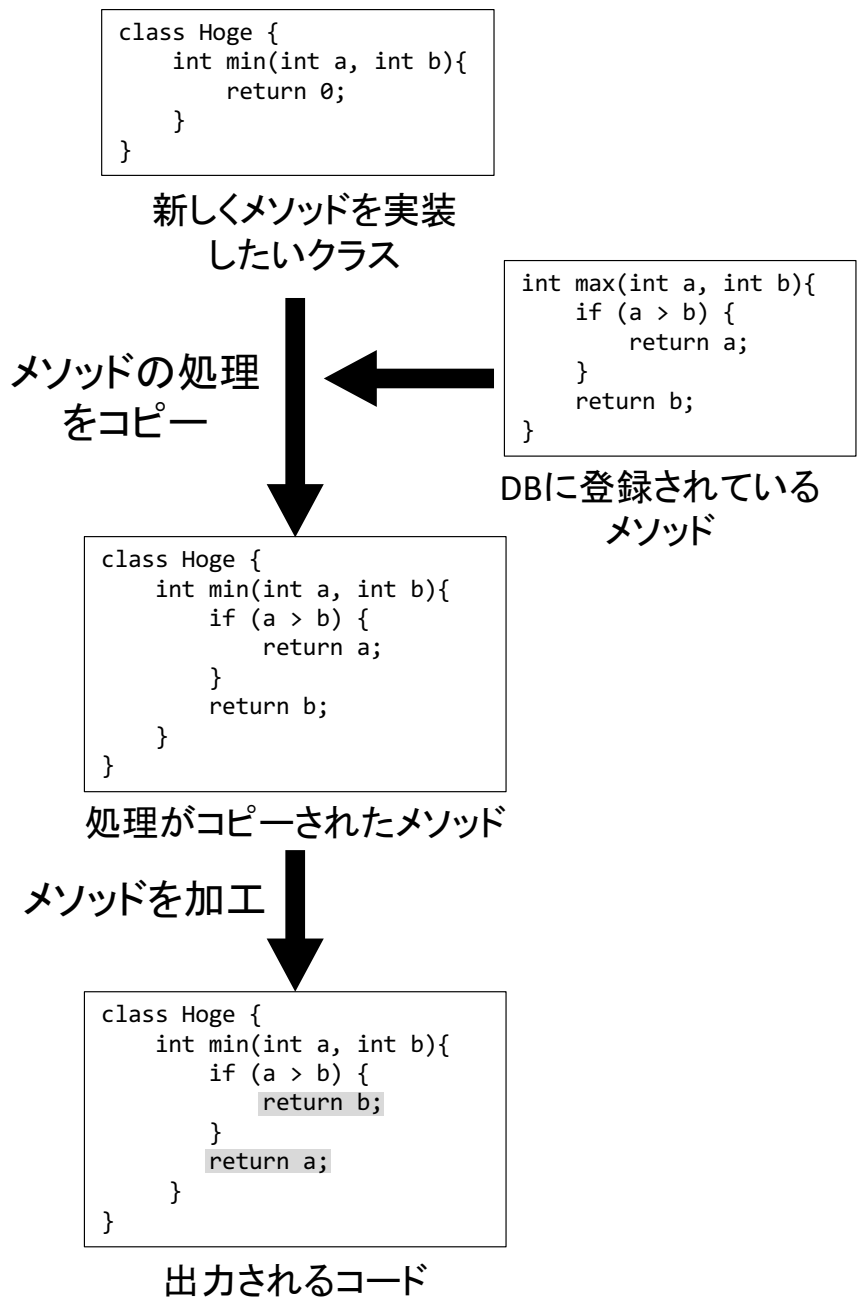 class Hoge {
    int min(int a, int b){
        return 0;
    }
}
新しくメソッドを実装
したいクラス
int max(int a, int b){
    if (a > b) {
        return a;
    }
    return b;
}
DBに登録されている
メソッド
メソッドの処理
をコピー
class Hoge {
    int min(int a, int b){
        if (a > b) {
            return a;
        }
        return b;
    }
}
処理がコピーされたメソッド
メソッドを加工
class Hoge {
    int min(int a, int b){
        if (a > b) {
            return b;
        }
        return a;
    }
}
出力されるコード